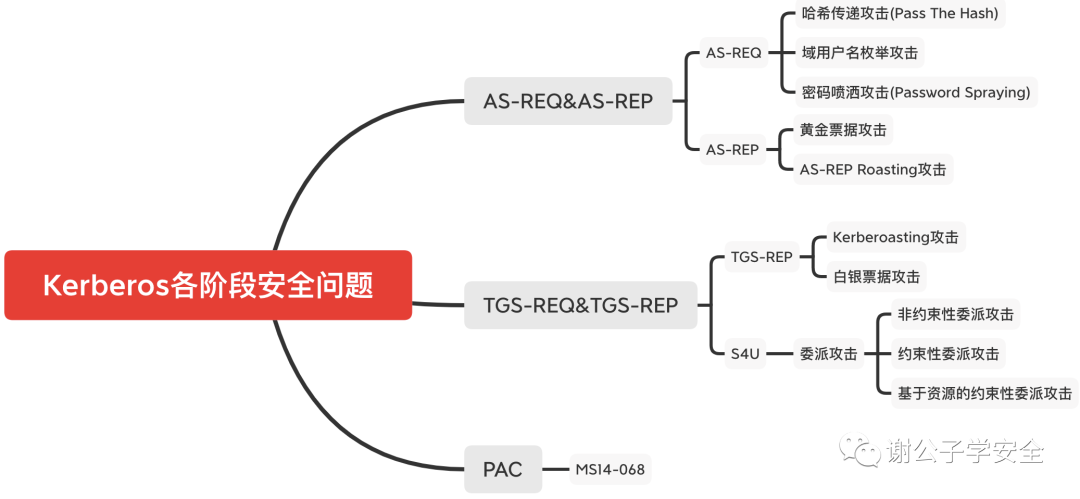 Kerberos各阶段安全问题
AS-REQ&AS-REP
AS-REQ
哈希传递攻击(Pass The Hash)
域用户名枚举攻击
密码喷洒攻击(Password Spraying)
AS-REP
黄金票据攻击
AS-REP Roasting攻击
TGS-REQ&TGS-REP
TGS-REP
Kerberoasting攻击
白银票据攻击
S4U
委派攻击
非约束性委派攻击
约束性委派攻击
基于资源的约束性委派攻击
PAC
MS14-068
谢公子学安全